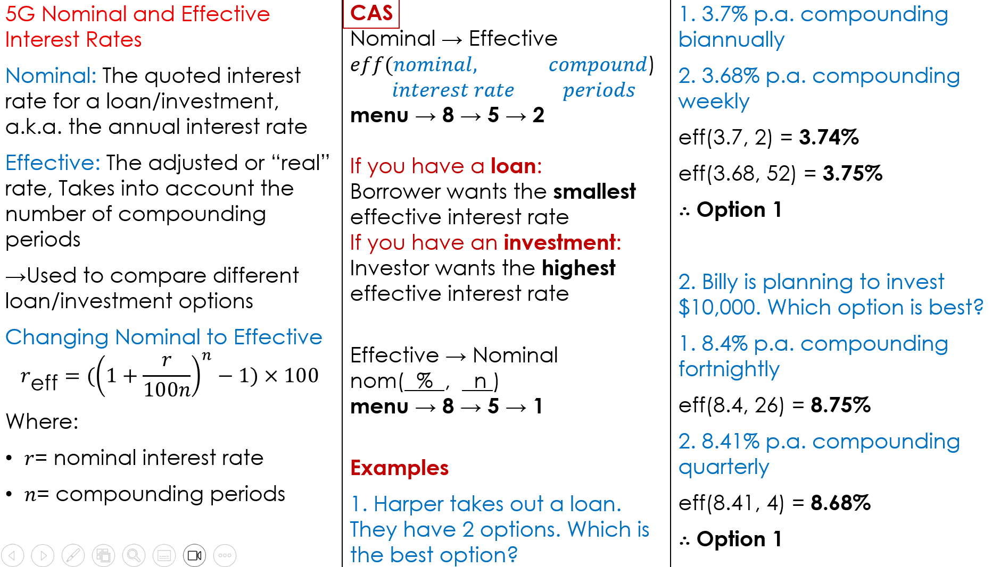 5G Nominal and Effective
Interest Rates
Nominal: The quoted interest
rate for a loan/investment,
a.k.a. the annual interest rate
Effective: The adjusted or “real”
rate, Takes into account the
number of compounding
periods
→Used to compare different
loan/investment options
Changing Nominal to Effective
r_eff = ((1 + r/100n)^n − 1) × 100
Where:
• r= nominal interest rate
• n= compounding periods
CAS
Nominal → Effective
eff(nominal, compound)
interest rate periods
menu → 8 → 5 → 2
If you have a loan:
Borrower wants the smallest
effective interest rate
If you have an investment:
Investor wants the highest
effective interest rate
Effective → Nominal
nom(_%_, _n_)
menu → 8 → 5 → 1
Examples
1. Harper takes out a loan.
They have 2 options. Which is
the best option?
1. 3.7% p.a. compounding
biannually
2. 3.68% p.a. compounding
weekly
eff(3.7, 2) = 3.74%
eff(3.68, 52) = 3.75%
∴ Option 1
2. Billy is planning to invest
$10,000. Which option is best?
1. 8.4% p.a. compounding
fortnightly
eff(8.4, 26) = 8.75%
2. 8.41% p.a. compounding
quarterly
eff(8.41, 4) = 8.68%
∴ Option 1